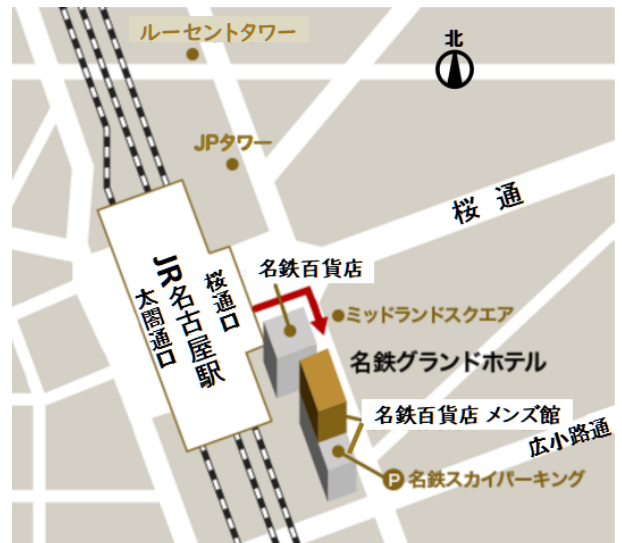 ルーセントタワー
北
JPタワー
桜通
名鉄百貨店
JR名古屋駅
桜通口
太閤通口
ミッドランドスクエア
名鉄グランドホテル
名鉄百貨店 メンズ館
広小路通
P 名鉄スカイパーキング